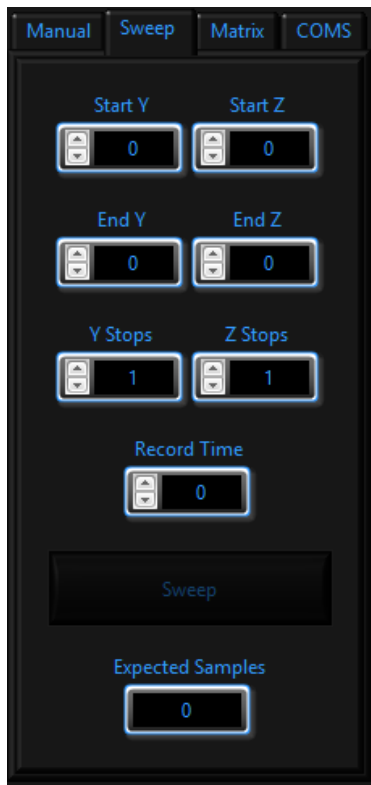 Manual Sweep Matrix COMS
Start Y Start Z
0 0
End Y End Z
0 0
Y Stops Z Stops
1 1
Record Time
0
Sweep
Expected Samples
0